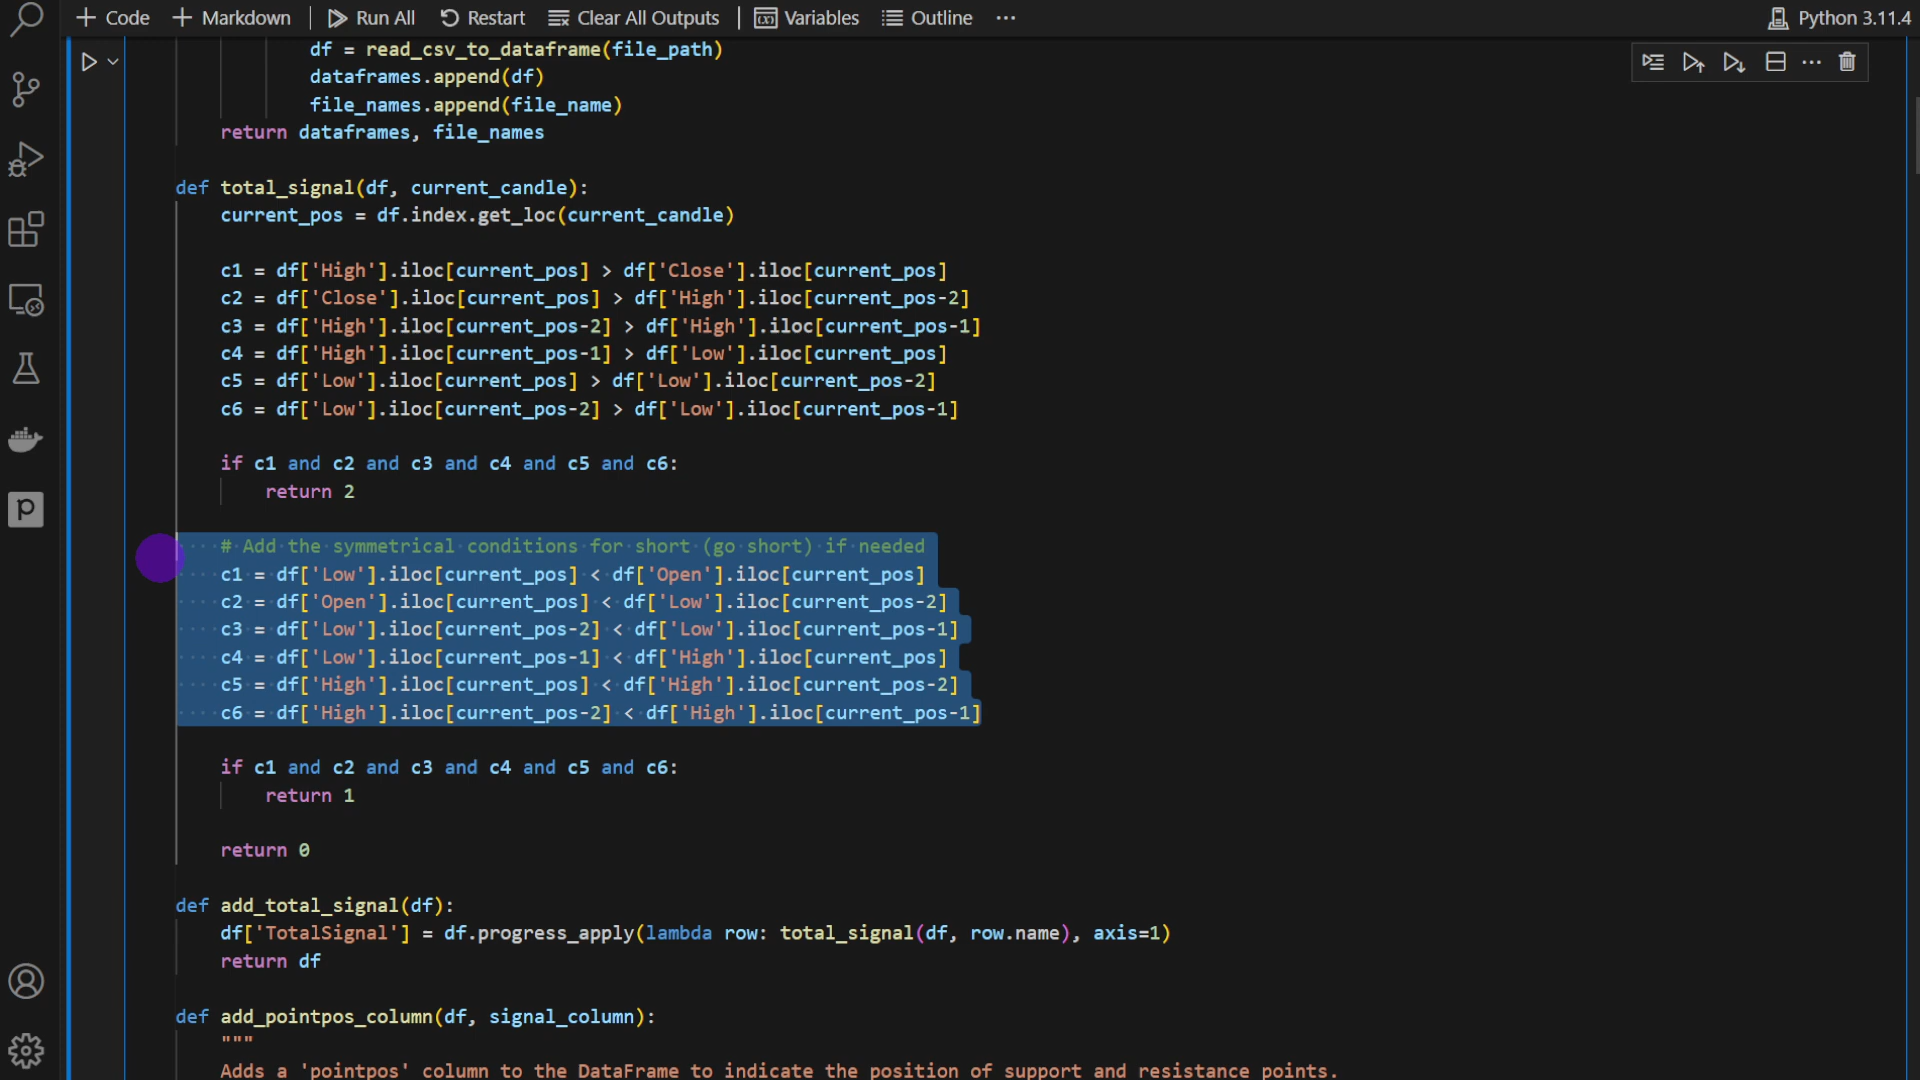 Code Markdown Run All Restart Clear All Outputs Variables Outline ... Python 3.11.4
df = read_csv_to_dataframe(file_path)
dataframes.append(df)
file_names.append(file_name)
return dataframes, file_names
def total_signal(df, current_candle):
current_pos = df.index.get_loc(current_candle)
c1 = df['High'].iloc[current_pos] > df['Close'].iloc[current_pos]
c2 = df['Close'].iloc[current_pos] > df['High'].iloc[current_pos-2]
c3 = df['High'].iloc[current_pos-2] > df['High'].iloc[current_pos-1]
c4 = df['High'].iloc[current_pos-1] > df['Low'].iloc[current_pos]
c5 = df['Low'].iloc[current_pos] > df['Low'].iloc[current_pos-2]
c6 = df['Low'].iloc[current_pos-2] > df['Low'].iloc[current_pos-1]
if c1 and c2 and c3 and c4 and c5 and c6:
return 2
# Add the symmetrical conditions for short (go short) if needed
c1 = df['Low'].iloc[current_pos] < df['Open'].iloc[current_pos]
c2 = df['Open'].iloc[current_pos] < df['Low'].iloc[current_pos-2]
c3 = df['Low'].iloc[current_pos-2] < df['Low'].iloc[current_pos-1]
c4 = df['Low'].iloc[current_pos-1] < df['High'].iloc[current_pos]
c5 = df['High'].iloc[current_pos] < df['High'].iloc[current_pos-2]
c6 = df['High'].iloc[current_pos-2] < df['High'].iloc[current_pos-1]
if c1 and c2 and c3 and c4 and c5 and c6:
return 1
return 0
def add_total_signal(df):
df['TotalSignal'] = df.progress_apply(lambda row: total_signal(df, row.name), axis=1)
return df
def add_pointpos_column(df, signal_column):
"""
Adds a 'pointpos' column to the DataFrame to indicate the position of support and resistance points.